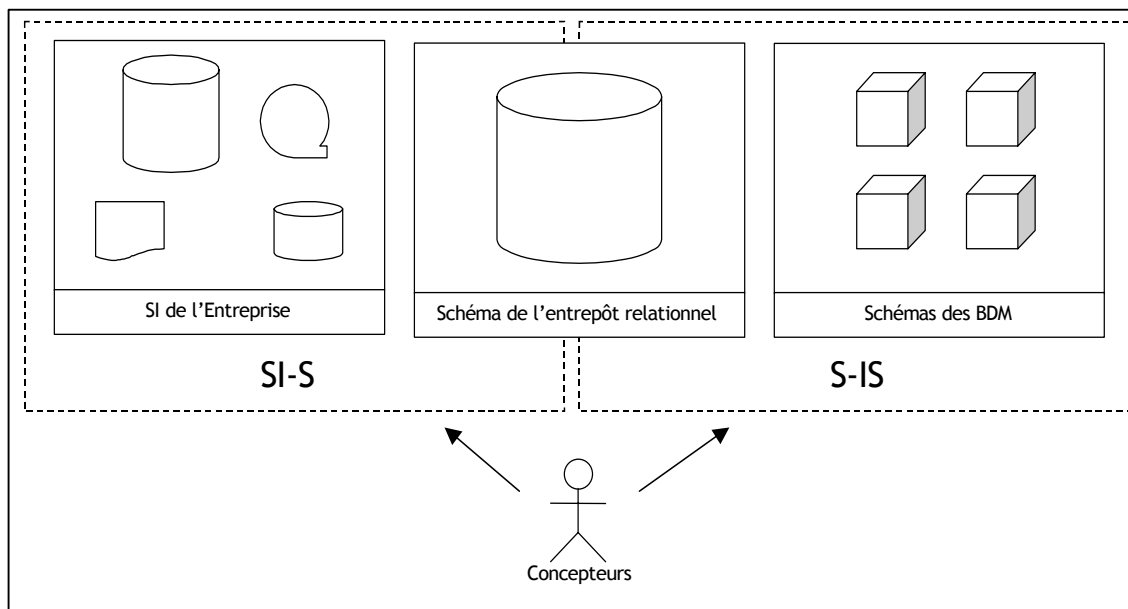 SI de l’Entreprise
Schéma de l’entrepôt relationnel
Schémas des BDM
SI-S
S-IS
Concepteurs